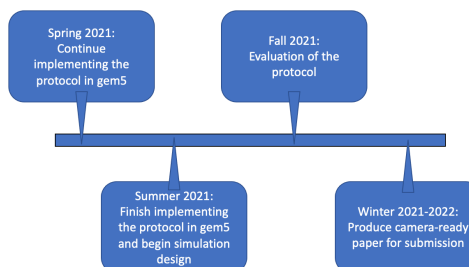 Spring 2021:
Continue
implementing the
protocol in gem5
Fall 2021:
Evaluation of the
protocol
Summer 2021:
Finish implementing
the protocol in gem5
and begin simulation
design
Winter 2021-2022:
Produce camera-ready
paper for submission